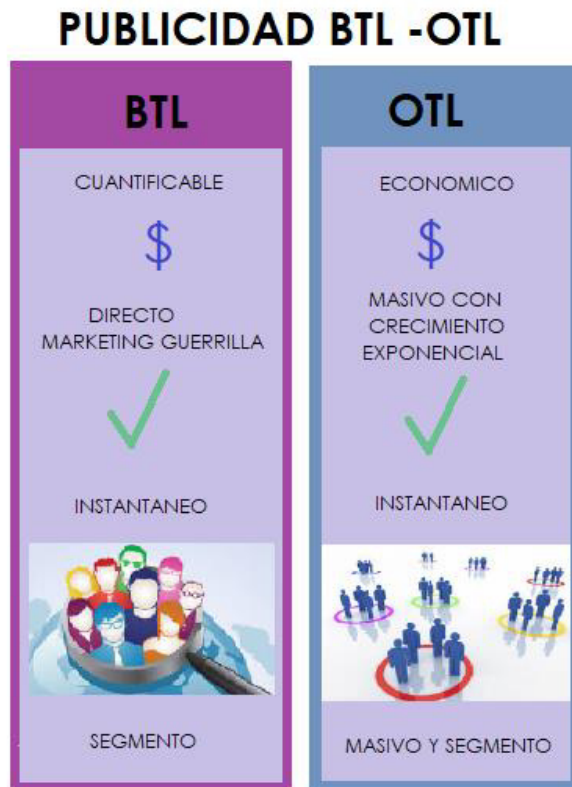 PUBLICIDAD BTL -OTL
BTL
CUANTIFICABLE
$
DIRECTO
MARKETING GUERRILLA
INSTANTANEO
SEGMENTO
OTL
ECONOMICO
$
MASIVO CON
CRECIMIENTO
EXPONENCIAL
INSTANTANEO
MASIVO Y SEGMENTO